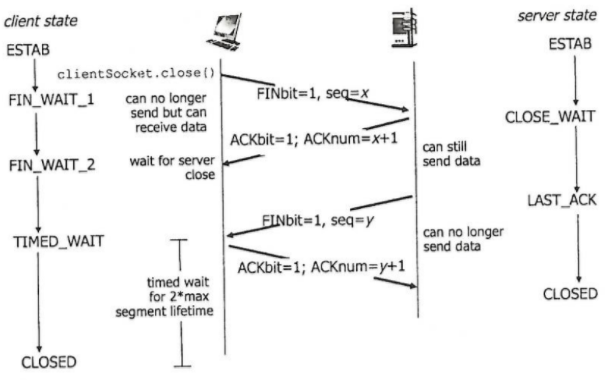 client state
server state
ESTAB
ESTAB
clientSocket.close()
FINbit=1, seq=x
FIN_WAIT_1
can no longer
send but can
receive data
CLOSE_WAIT
ACKbit=1; ACKnum=x+1
can still
send data
FIN_WAIT_2
wait for server
close
LAST_ACK
FINbit=1, seq=y
can no longer
send data
TIMED_WAIT
ACKbit=1; ACKnum=y+1
timed wait
for 2*max
segment lifetime
CLOSED
CLOSED